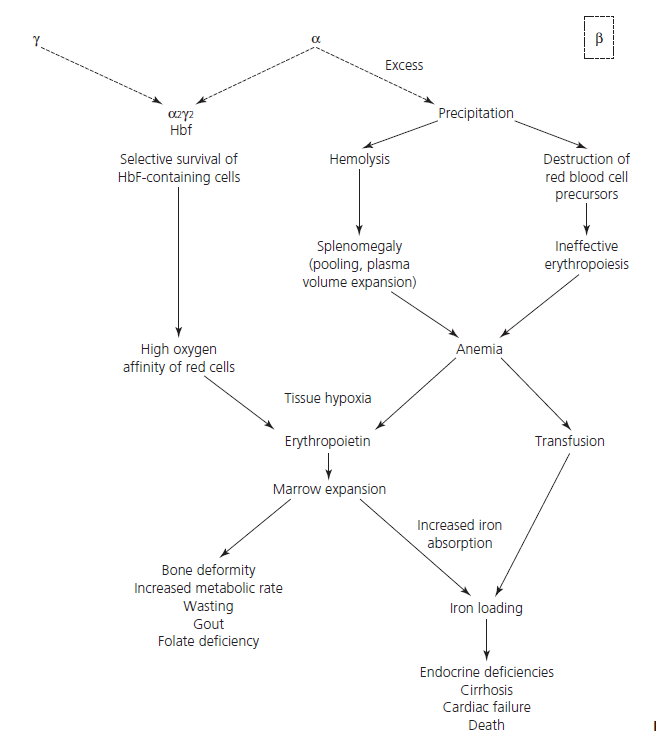 γ
α
β
Excess
α2γ2
Hbf
Precipitation
Selective survival of
HbF-containing cells
Hemolysis
Destruction of
red blood cell
precursors
Splenomegaly
(pooling, plasma
volume expansion)
Ineffective
erythropoiesis
High oxygen
affinity of red cells
Anemia
Tissue hypoxia
Erythropoietin
Transfusion
Marrow expansion
Increased iron
absorption
Bone deformity
Increased metabolic rate
Wasting
Gout
Folate deficiency
Iron loading
Endocrine deficiencies
Cirrhosis
Cardiac failure
Death